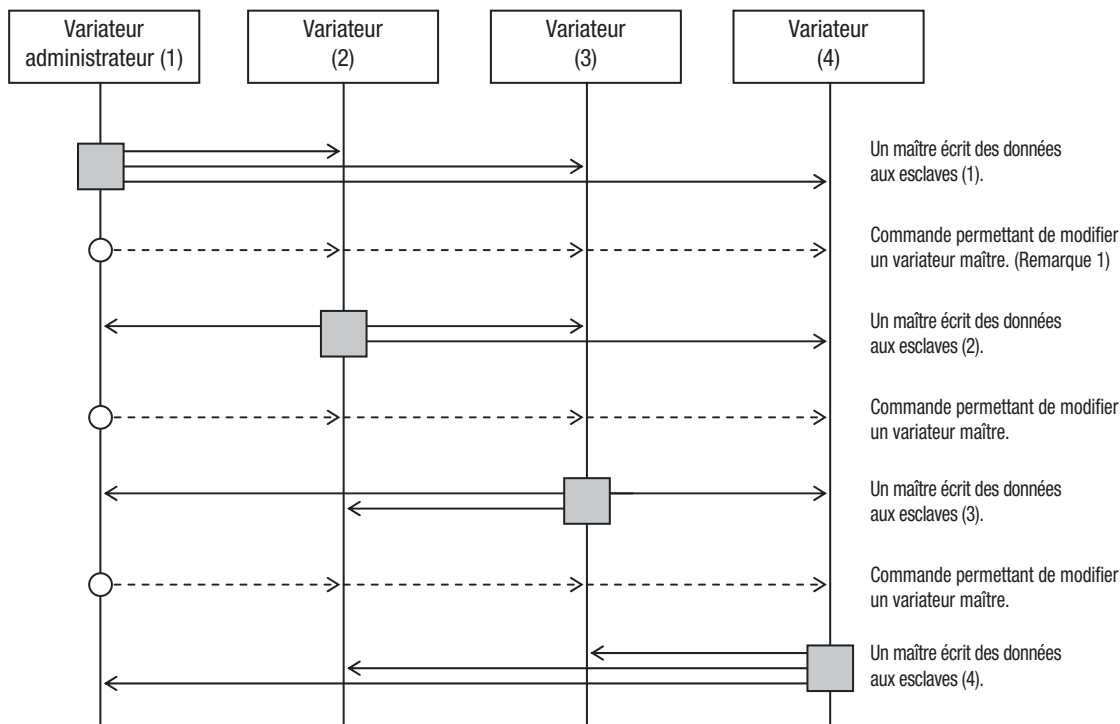 Variateur
administrateur (1)
Variateur
(2)
Variateur
(3)
Variateur
(4)
Un maître écrit des données
aux esclaves (1).
Commande permettant de modifier
un variateur maître. (Remarque 1)
Un maître écrit des données
aux esclaves (2).
Commande permettant de modifier
un variateur maître.
Un maître écrit des données
aux esclaves (3).
Commande permettant de modifier
un variateur maître.
Un maître écrit des données
aux esclaves (4).